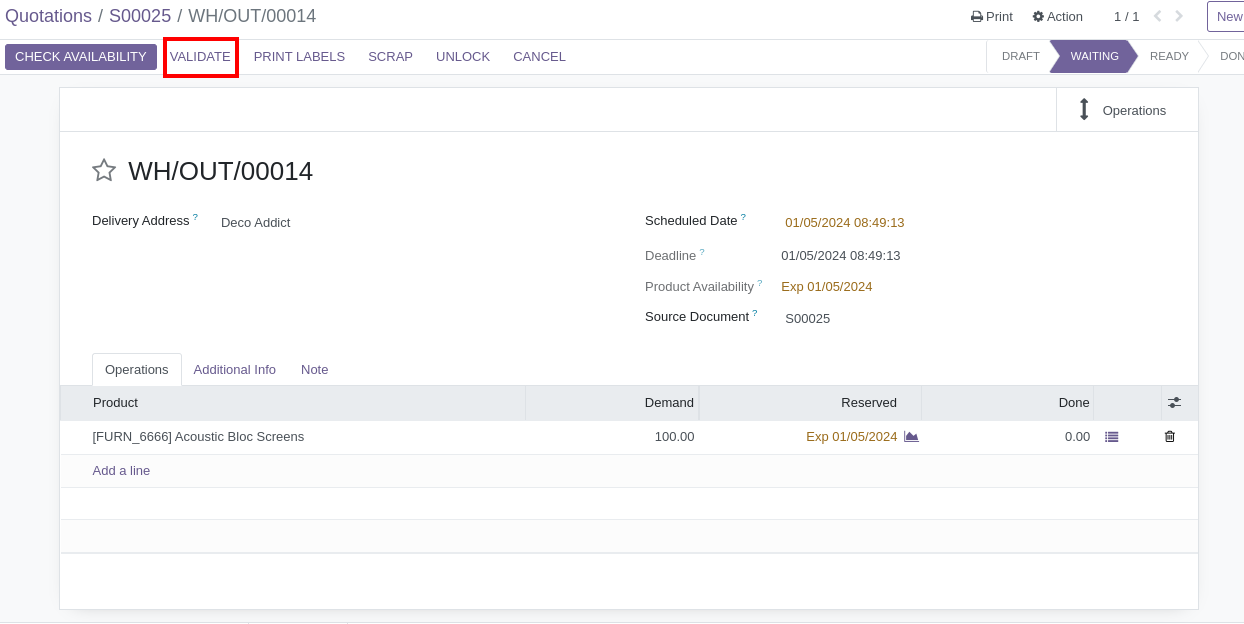 Quotations / S00025 / WH/OUT/00014
Print Action 1 / 1 New
CHECK AVAILABILITY VALIDATE PRINT LABELS SCRAP UNLOCK CANCEL
DRAFT WAITING READY DON
Operations
WH/OUT/00014
Delivery Address ? Deco Addict
Scheduled Date ? 01/05/2024 08:49:13
Deadline ? 01/05/2024 08:49:13
Product Availability ? Exp 01/05/2024
Source Document ? S00025
Operations Additional Info Note
Product Demand Reserved Done
[FURN_6666] Acoustic Bloc Screens 100.00 Exp 01/05/2024 0.00
Add a line